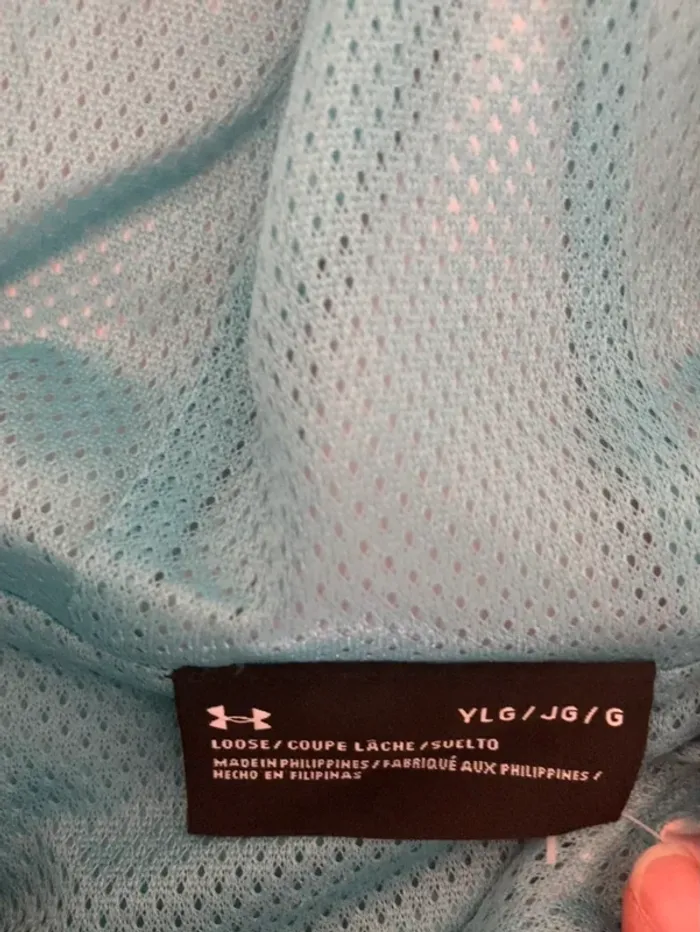 YLG/JG/G
LOOSE/COUPE LÂCHE/SUELTO
MADE IN PHILIPPINES/FABRIQUÉ AUX PHILIPPINES/
HECHO EN FILIPINAS